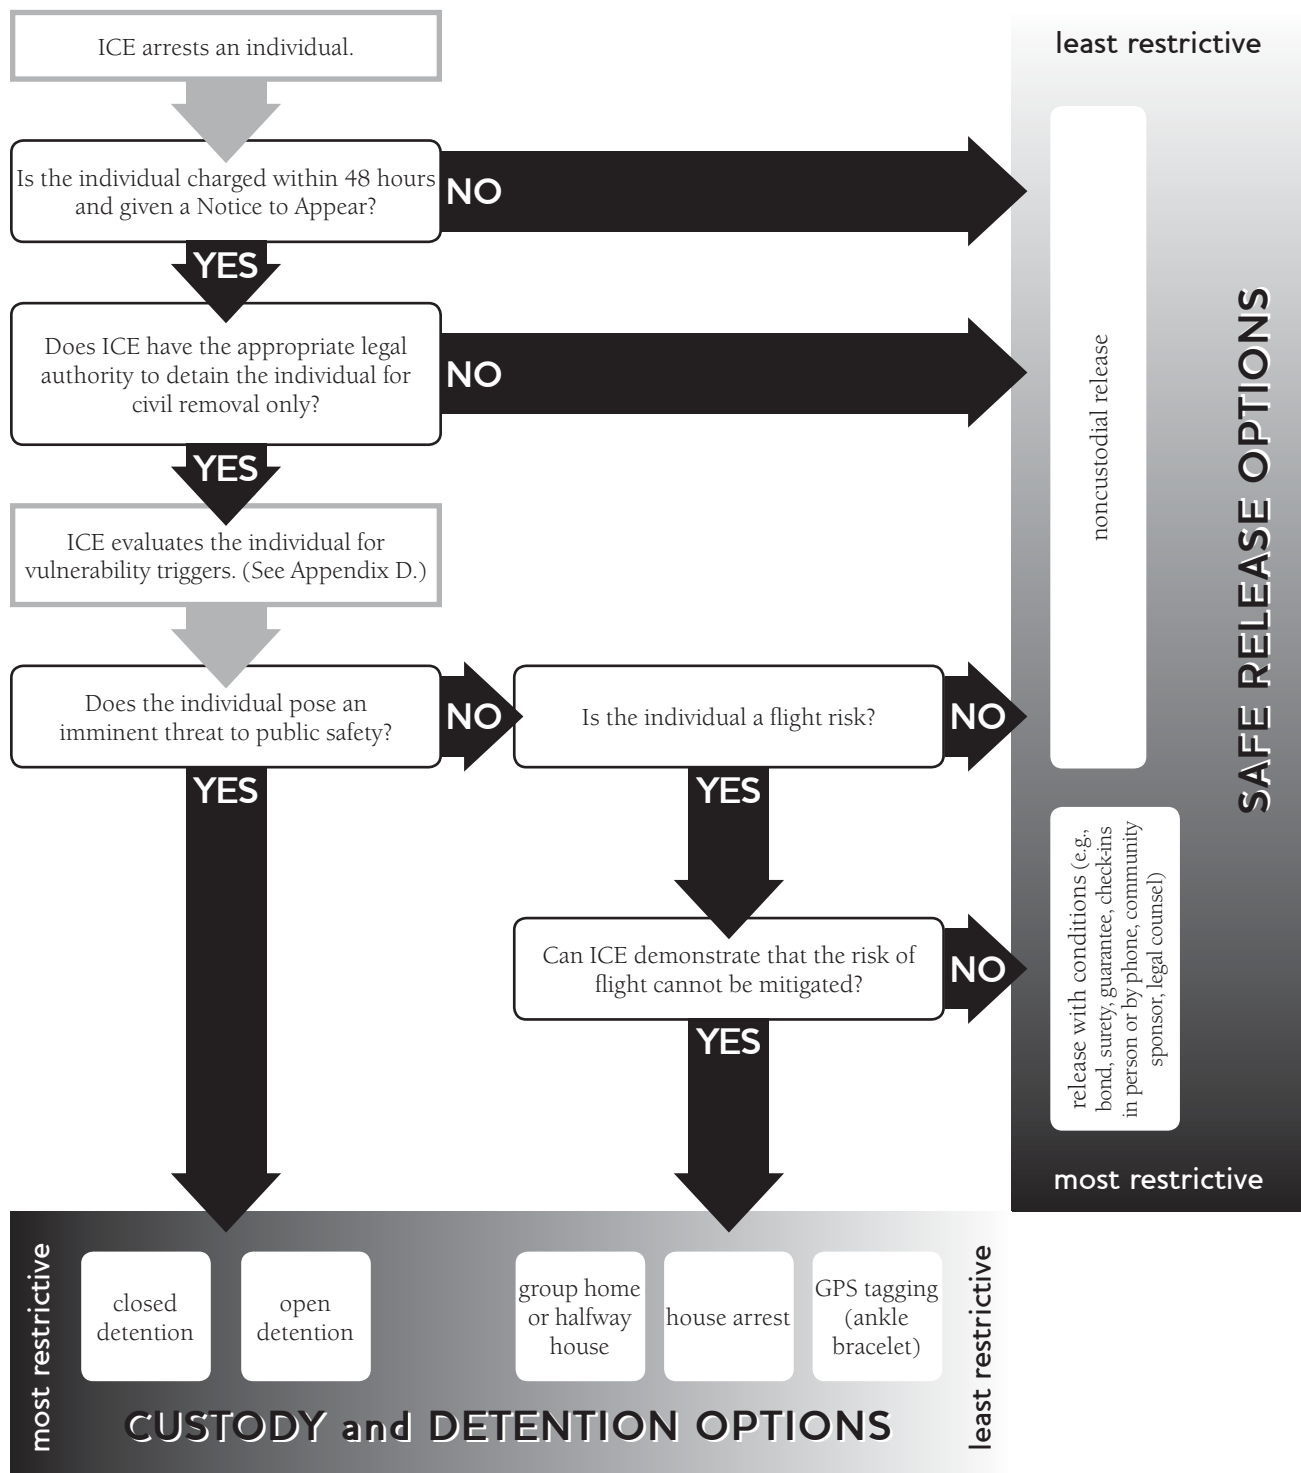 ICE arrests an individual.
least restrictive
Is the individual charged within 48 hours
and given a Notice to Appear?
NO
YES
Does ICE have the appropriate legal
authority to detain the individual for
civil removal only?
NO
YES
noncustodial release
SAFE RELEASE OPTIONS
ICE evaluates the individual for
vulnerability triggers. (See Appendix D.)
Does the individual pose an
imminent threat to public safety?
NO
Is the individual a flight risk?
NO
YES
YES
release with conditions (e.g.,
bond, surety, guarantee, check-ins
in person or by phone, community
sponsor, legal counsel)
Can ICE demonstrate that the risk of
flight cannot be mitigated?
NO
YES
most restrictive
most restrictive
closed
detention
open
detention
group home
or halfway
house
house arrest
GPS tagging
(ankle
bracelet)
least restrictive
CUSTODY and DETENTION OPTIONS